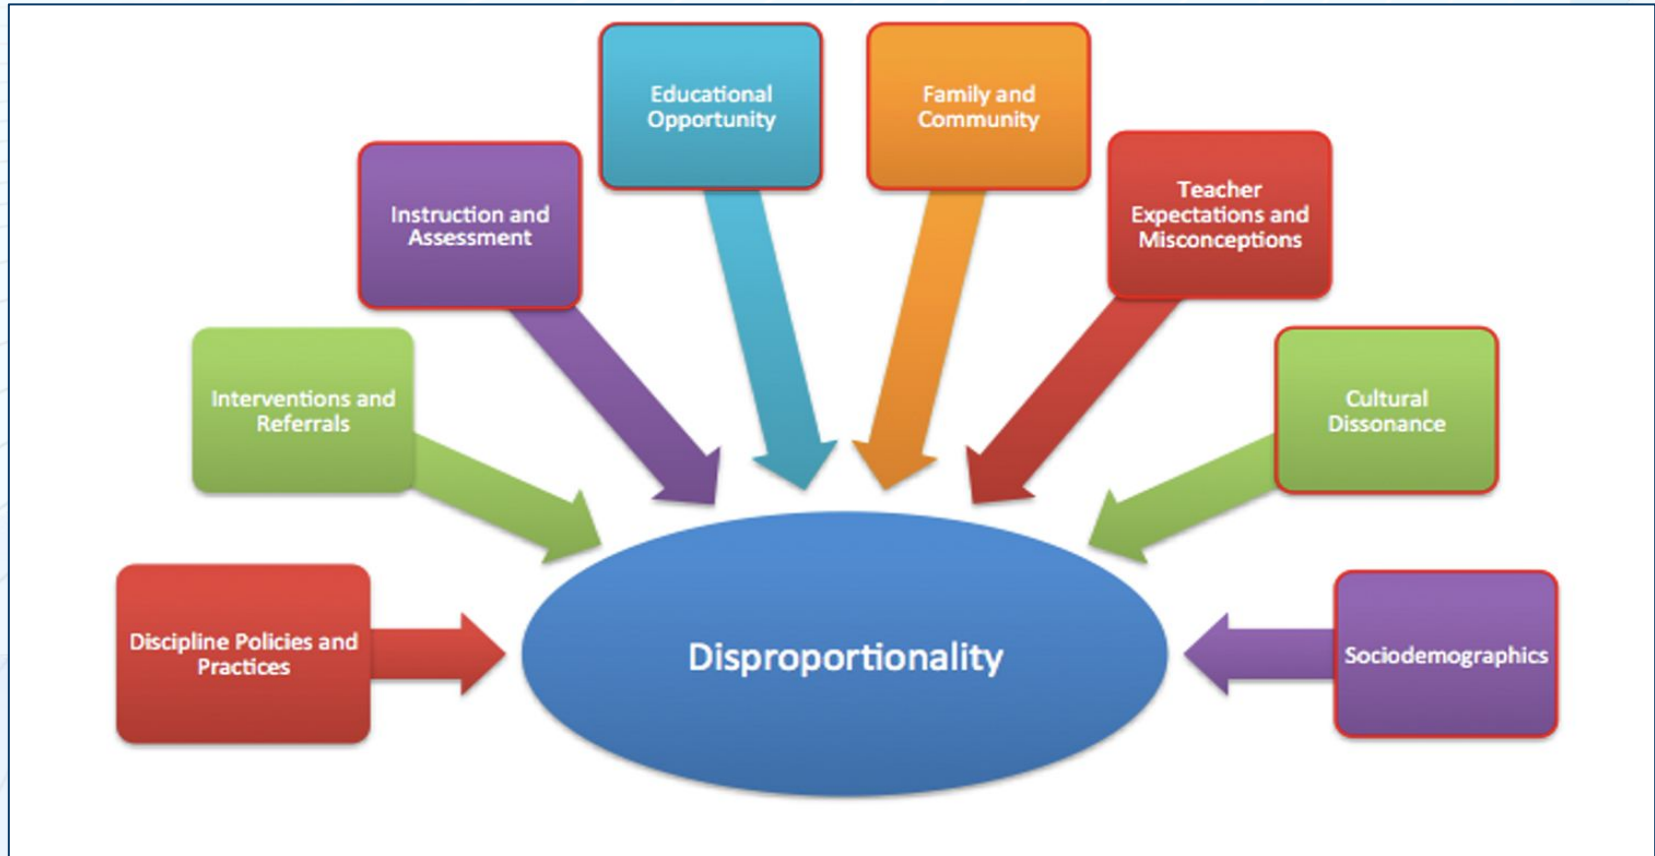 Educational
Opportunity
Family and
Community
Instruction and
Assessment
Teacher
Expectations and
Misconceptions
Interventions and
Referrals
Cultural
Dissonance
Discipline Policies and
Practices
Disproportionality
Sociodemographics